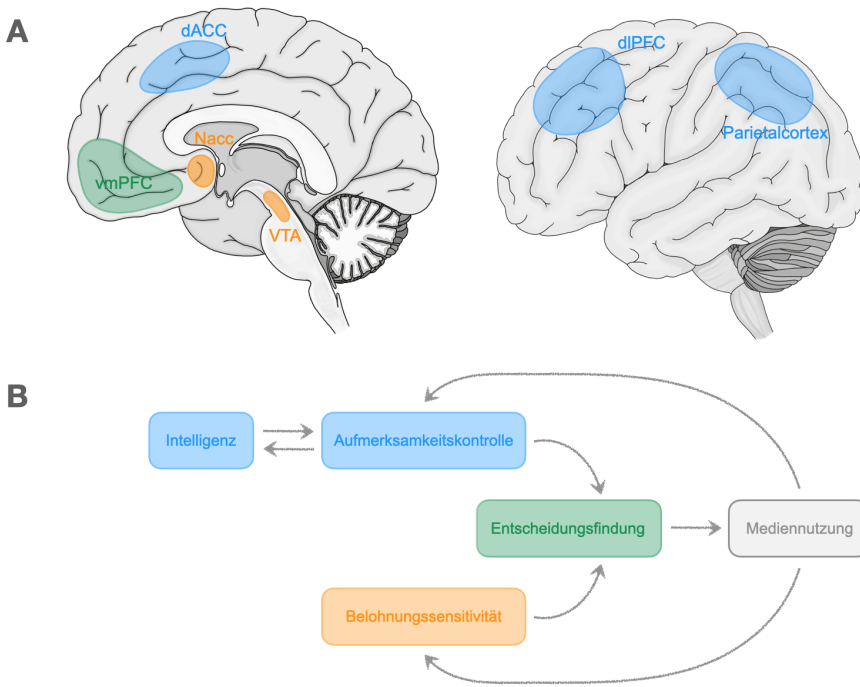 A
dACC
Nacc
vmPFC
VTA
dlPFC
Parietalcortex
B
Intelligenz
Aufmerksamkeitskontrolle
Entscheidungsfindung
Mediennutzung
Belohnungssensitivität